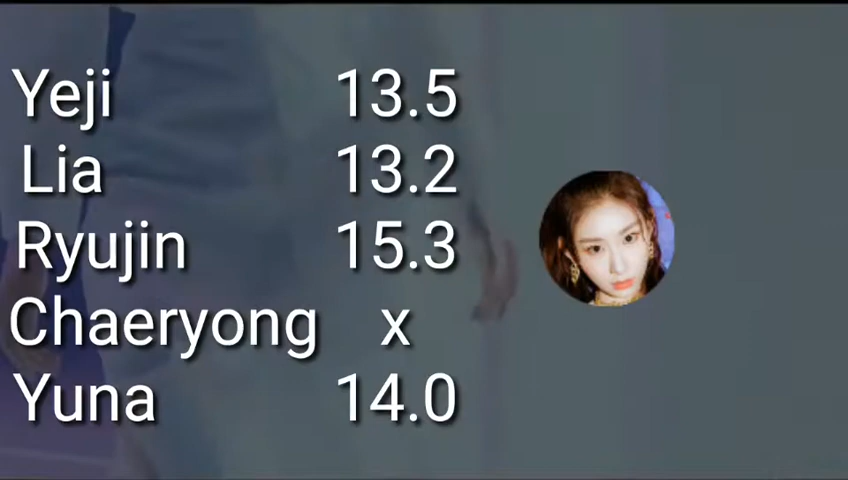 Yeji 13.5
Lia 13.2
Ryujin 15.3
Chaeryong x
Yuna 14.0